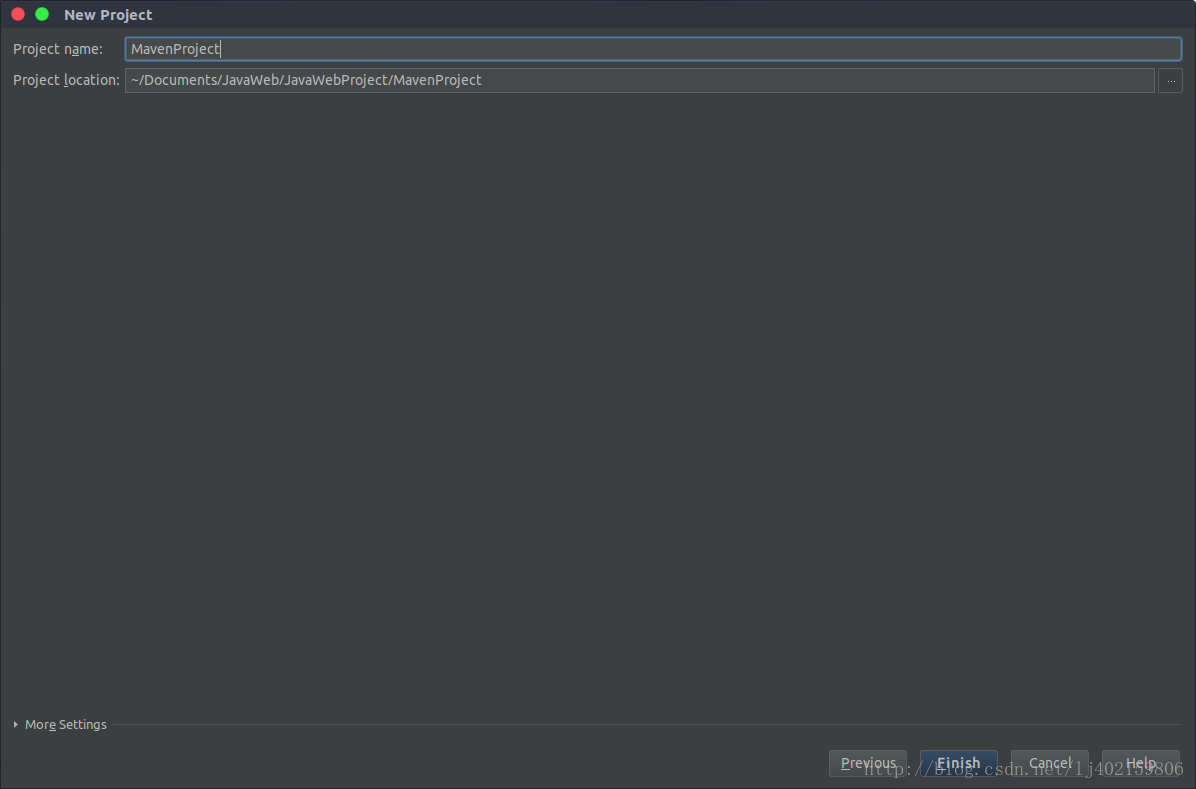 New Project
Project name: MavenProject
Project location: ~/Documents/JavaWeb/JavaWebProject/MavenProject ...
More Settings
Previous Finish Cancel Help
http://blog.csdn.net/lj402159806